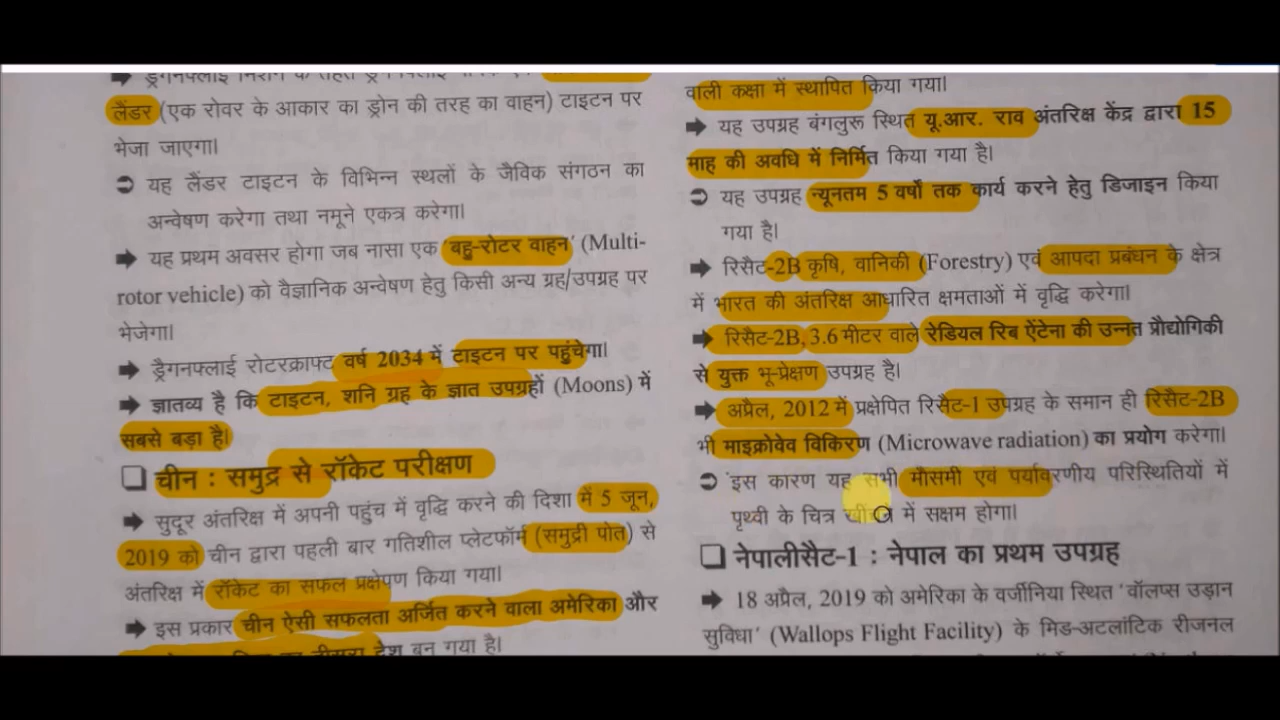 लैंडर (एक रोवर के आकार का ड्रोन की तरह का वाहन) टाइटन पर
भेजा जाएगा।
➲ यह लैंडर टाइटन के विभिन्न स्थलों के जैविक संगठन का
अन्वेषण करेगा तथा नमूने एकत्र करेगा।
➡ यह प्रथम अवसर होगा जब नासा एक 'बहु-रोटर वाहन' (Multi-
rotor vehicle) को वैज्ञानिक अन्वेषण हेतु किसी अन्य ग्रह/उपग्रह पर
भेजेगा।
➡ ड्रैगनफ्लाई रोटरक्राफ्ट वर्ष 2034 में टाइटन पर पहुंचेगा।
➡ ज्ञातव्य है कि टाइटन, शनि ग्रह के ज्ञात उपग्रहों (Moons) में
सबसे बड़ा है।
❑ चीन : समुद्र से रॉकेट परीक्षण
➡ सुदूर अंतरिक्ष में अपनी पहुंच में वृद्धि करने की दिशा में 5 जून,
2019 को चीन द्वारा पहली बार गतिशील प्लेटफॉर्म (समुद्री पोत) से
अंतरिक्ष में रॉकेट का सफल प्रक्षेपण किया गया।
➡ इस प्रकार चीन ऐसी सफलता अर्जित करने वाला अमेरिका और
तीसरा देश बन गया है।
वाली कक्षा में स्थापित किया गया।
➡ यह उपग्रह बंगलुरू स्थित यू.आर. राव अंतरिक्ष केंद्र द्वारा 15
माह की अवधि में निर्मित किया गया है।
➲ यह उपग्रह न्यूनतम 5 वर्षों तक कार्य करने हेतु डिजाइन किया
गया है।
➡ रिसैट-2B कृषि, वानिकी (Forestry) एवं आपदा प्रबंधन के क्षेत्र
में भारत की अंतरिक्ष आधारित क्षमताओं में वृद्धि करेगा।
➡ रिसैट-2B, 3.6 मीटर वाले रेडियल रिब ऐंटेना की उन्नत प्रौद्योगिकी
से युक्त भू-प्रेक्षण उपग्रह है।
➡ अप्रैल, 2012 में प्रक्षेपित रिसैट-1 उपग्रह के समान ही रिसैट-2B
भी माइक्रोवेव विकिरण (Microwave radiation) का प्रयोग करेगा।
➲ इस कारण यह सभी मौसमी एवं पर्यावरणीय परिस्थितियों में
पृथ्वी के चित्र में सक्षम होगा।
❑ नेपालीसैट-1 : नेपाल का प्रथम उपग्रह
➡ 18 अप्रैल, 2019 को अमेरिका के वर्जीनिया स्थित 'वॉलप्स उड़ान
सुविधा' (Wallops Flight Facility) के मिड-अटलांटिक रीजनल